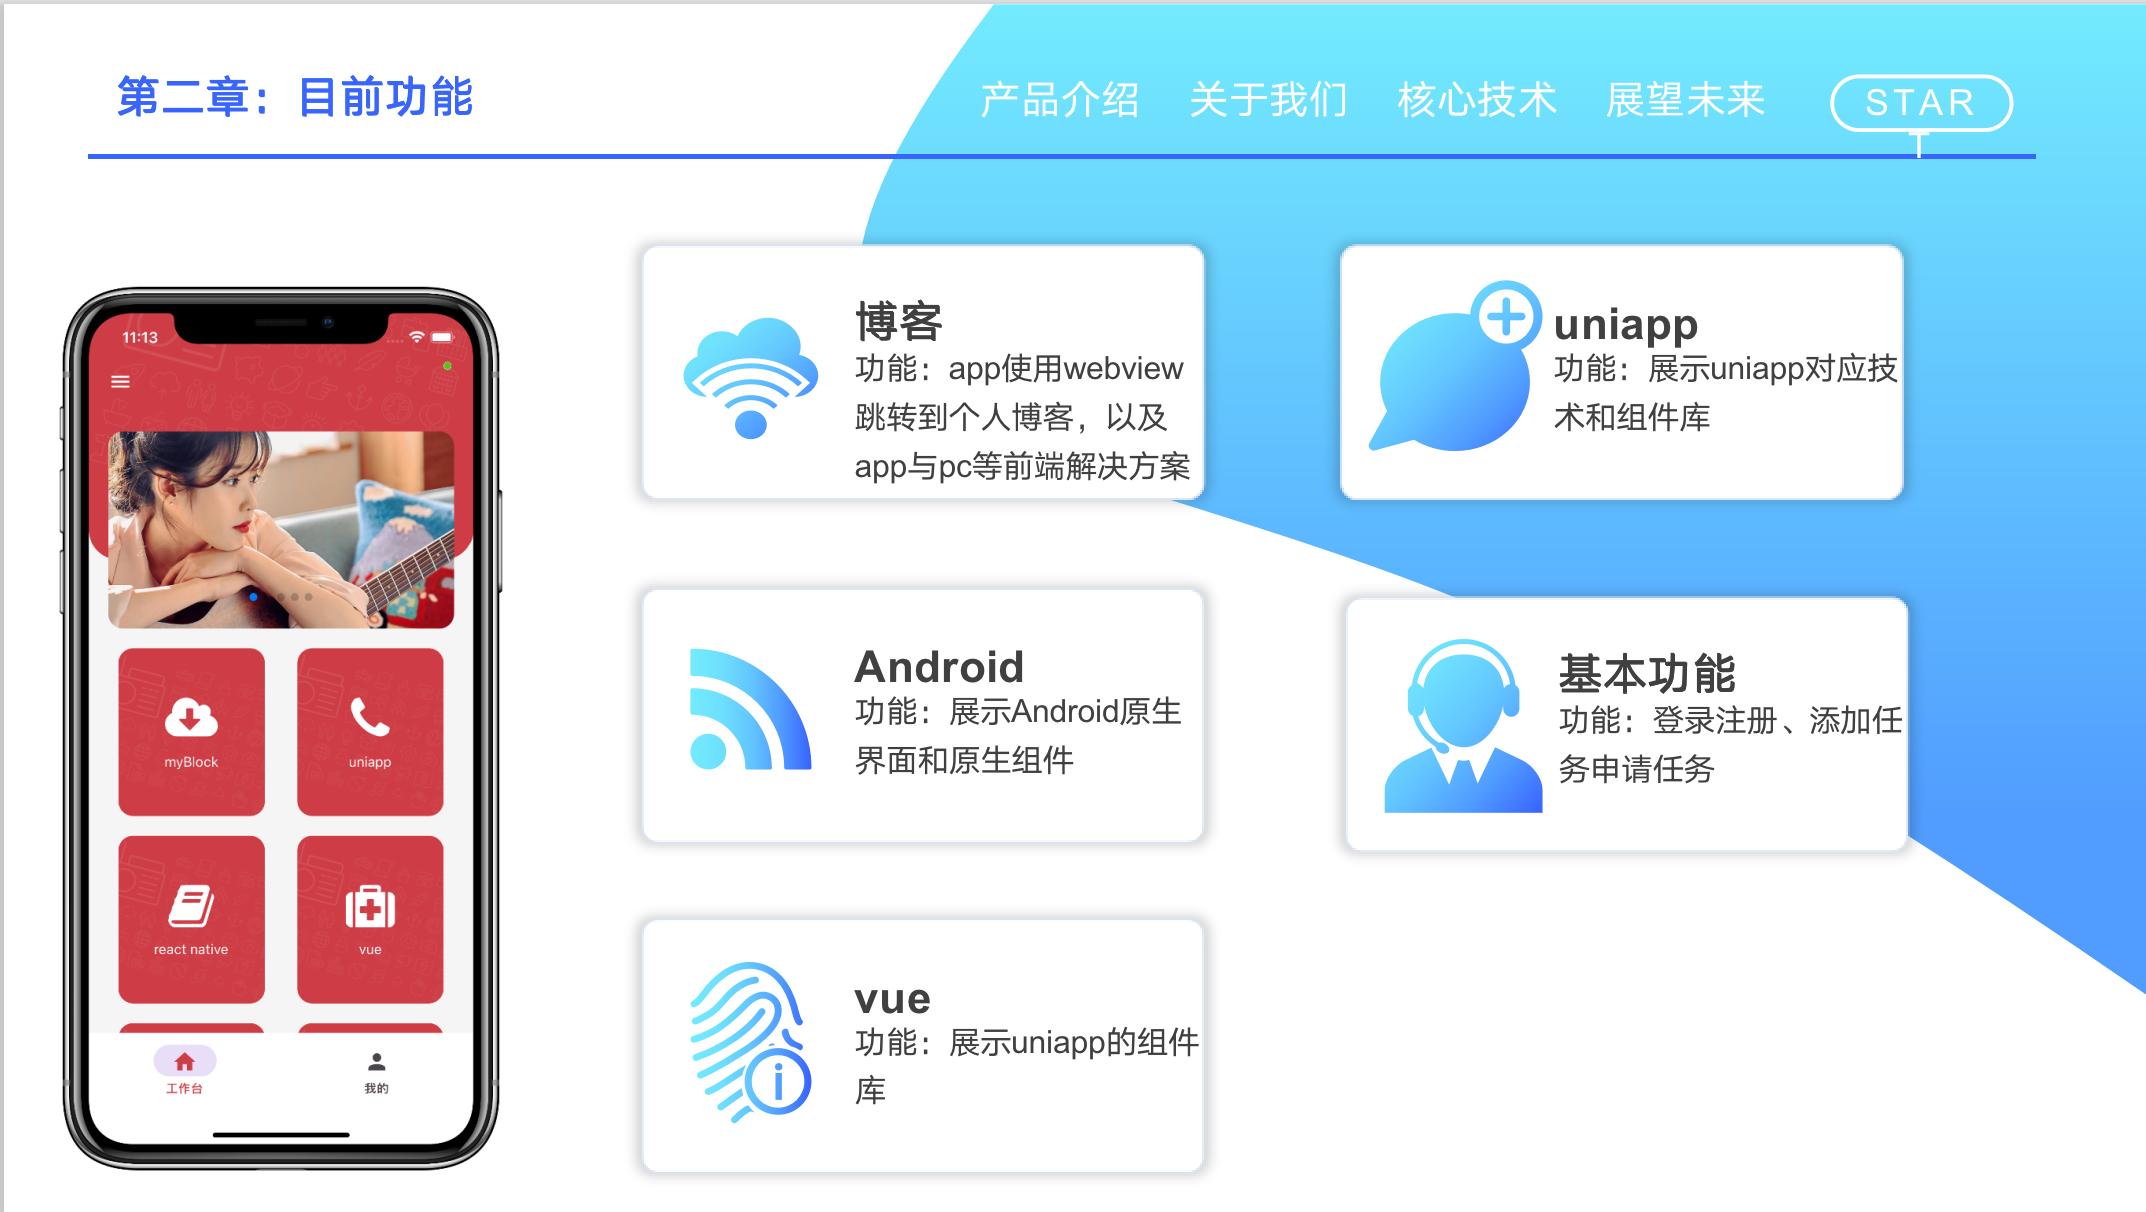 第二章：目前功能
产品介绍 关于我们 核心技术 展望未来
STAR
T
11:13
myBlock
uniapp
react native
vue
工作台
我的
博客
功能：app使用webview
跳转到个人博客，以及
app与pc等前端解决方案
uniapp
功能：展示uniapp对应技
术和组件库
Android
功能：展示Android原生
界面和原生组件
基本功能
功能：登录注册、添加任
务申请任务
vue
功能：展示uniapp的组件
库